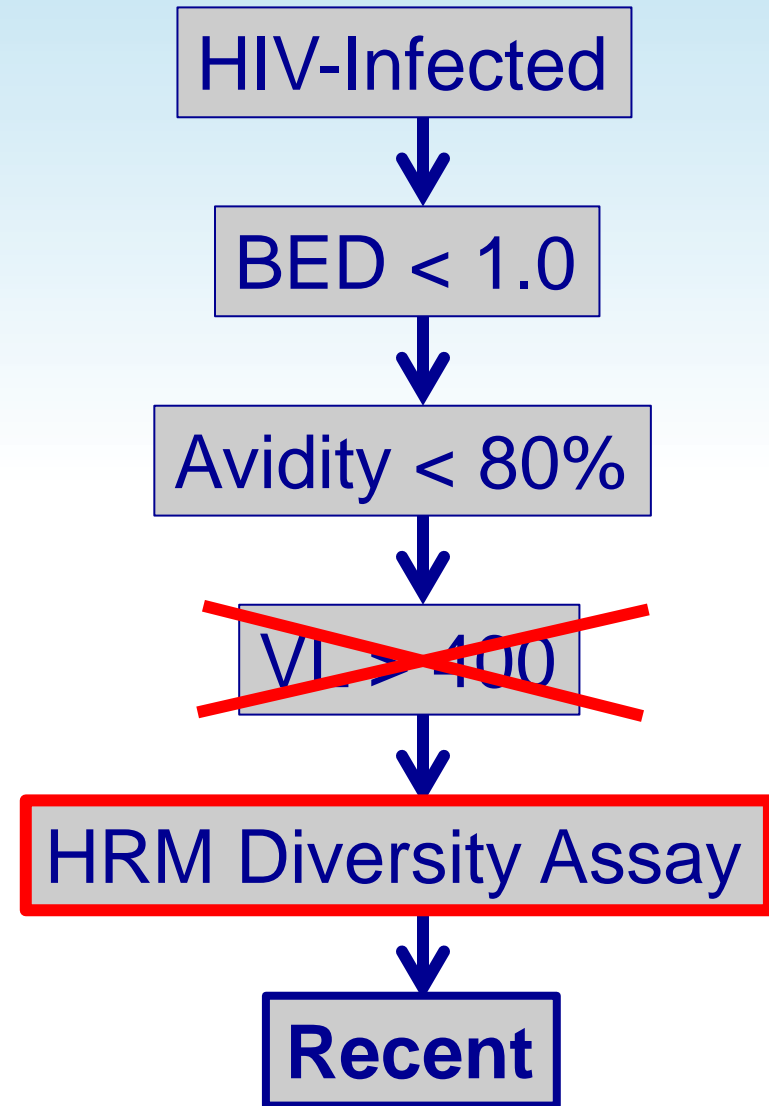 HIV-Infected
BED < 1.0
Avidity < 80%
VL > 400
HRM Diversity Assay
Recent